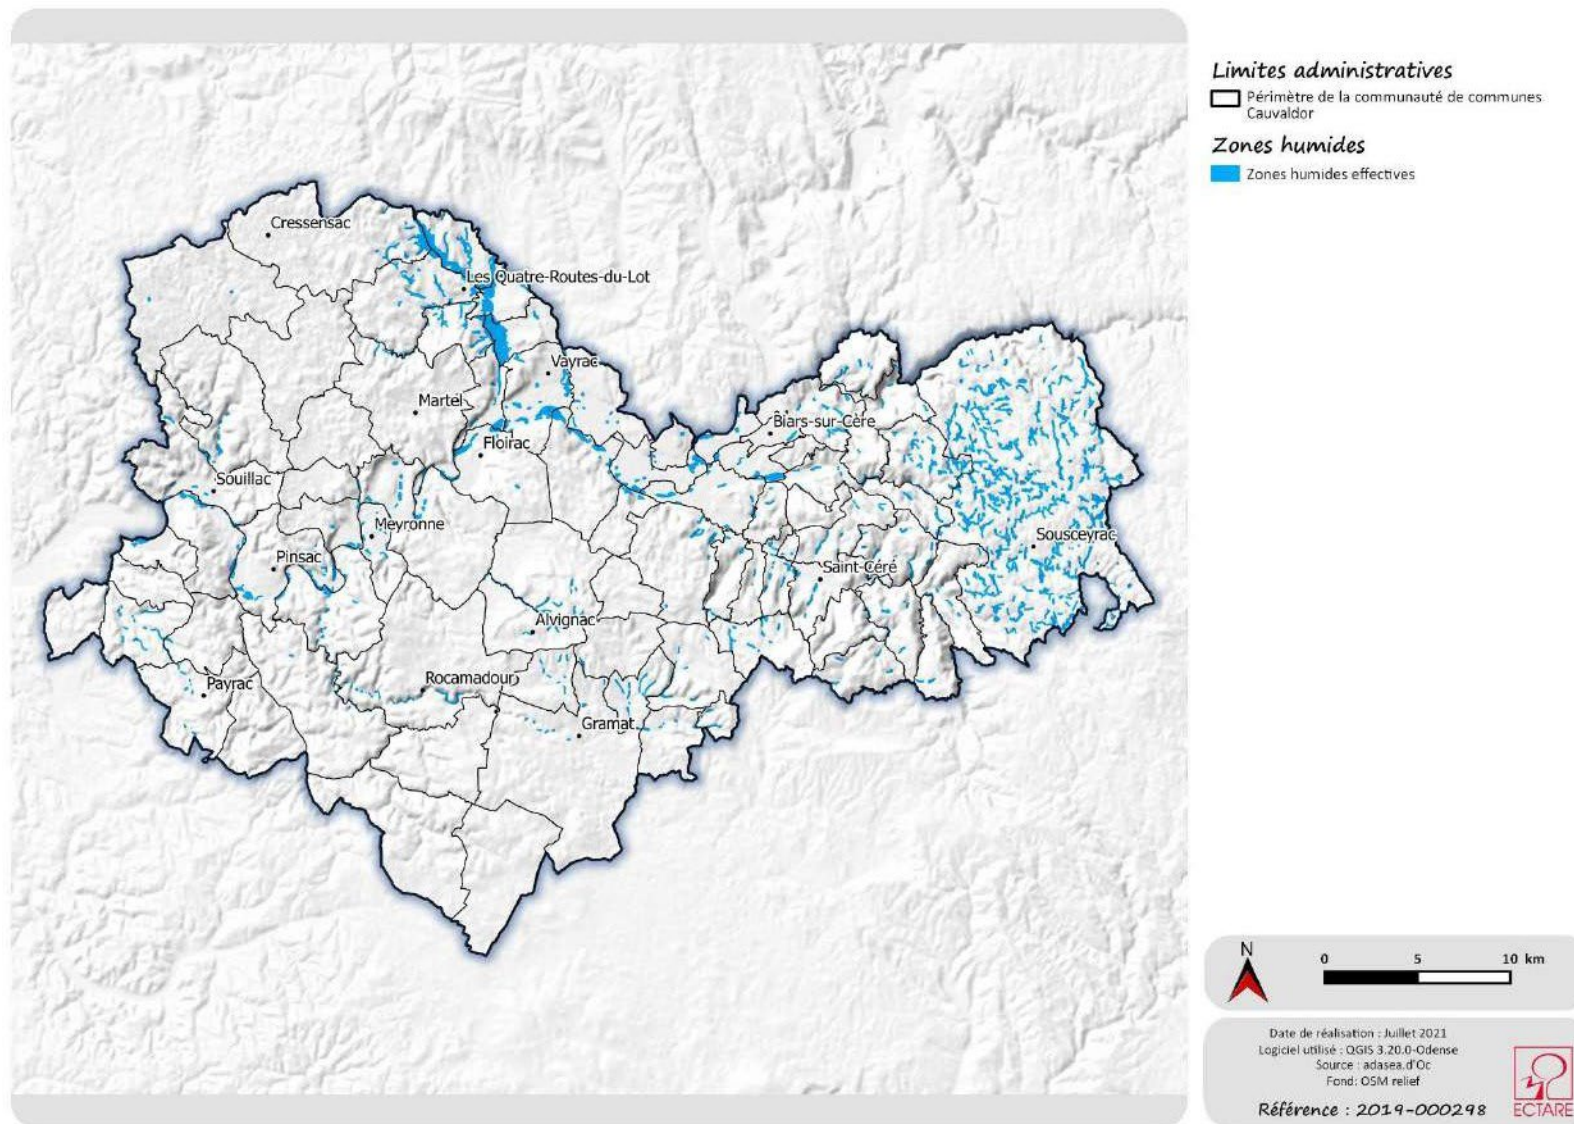 Cressensac
Les Quatre-Routes-du-Lot
Vayrac
Martel
Biars-sur-Cère
Floirac
Souillac
Meyronne
Sousceyrac
Pinsac
Saint-Céré
Alvignac
Rocamadour
Payrac
Gramat
Limites administratives
Périmètre de la communauté de communes
Cauvaldor
Zones humides
Zones humides effectives
N
0 5 10 km
Date de réalisation : Juillet 2021
Logiciel utilisé : QGIS 3.20.0-Odense
Source : adasea.d'Oc
Fond: OSM relief
Référence : 2019-000298
ECTARE